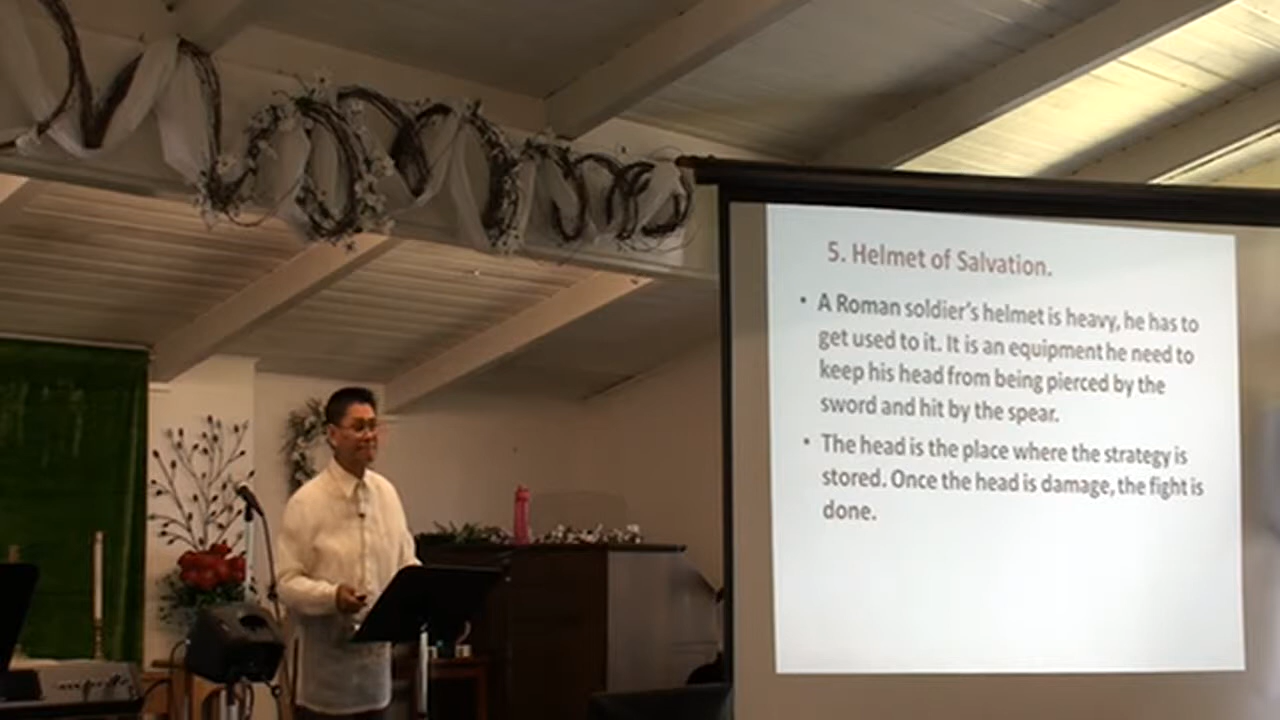 5. Helmet of Salvation.
• A Roman soldier's helmet is heavy, he has to
get used to it. It is an equipment he need to
keep his head from being pierced by the
sword and hit by the spear.
• The head is the place where the strategy is
stored. Once the head is damage, the fight is
done.